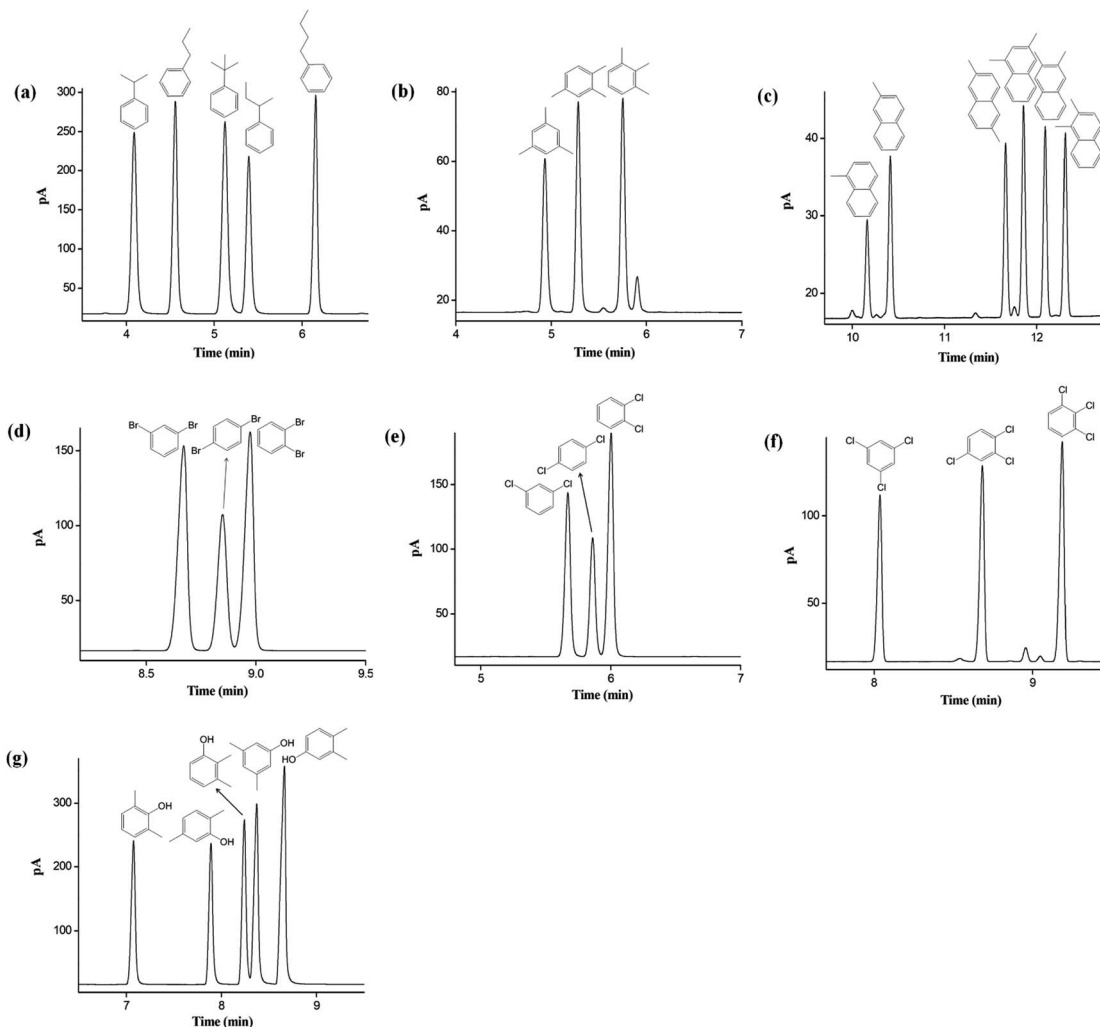 (a)
300
250
200
150
100
50
pA
4
5
6
Time (min)
(b)
80
60
40
20
pA
4
5
6
7
Time (min)
(c)
40
30
20
pA
10
11
12
Time (min)
(d)
Br
Br
Br
Br
Br
Br
150
100
50
pA
8.5
9.0
9.5
Time (min)
(e)
Cl
Cl
Cl
Cl
Cl
Cl
150
100
50
pA
5
6
7
Time (min)
(f)
Cl
Cl
Cl
Cl
Cl
Cl
Cl
Cl
Cl
100
50
pA
8
9
Time (min)
(g)
OH
OH
HO
OH
OH
300
200
100
pA
7
8
9
Time (min)